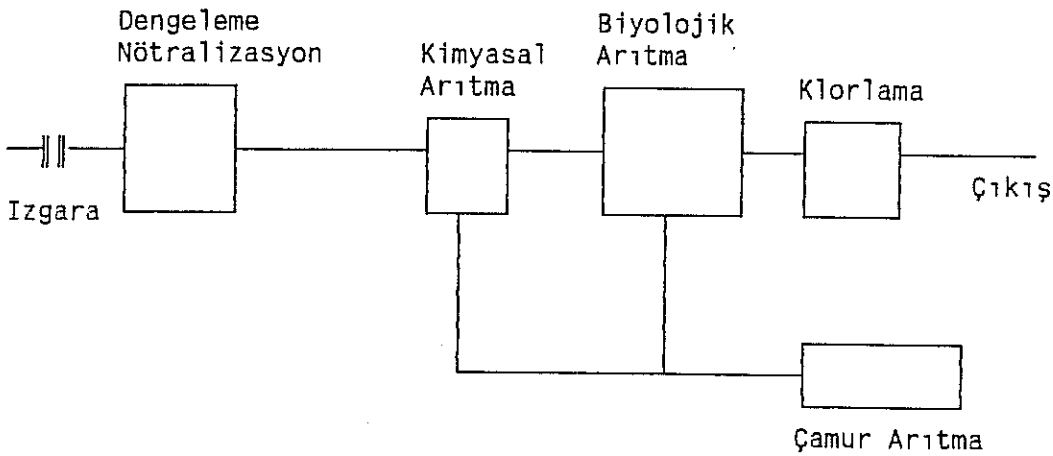 Dengeleme
Nötralizasyon
Kimyasal
Arıtma
Biyolojik
Arıtma
Klorlama
Izgara
Çıkış
Çamur Arıtma